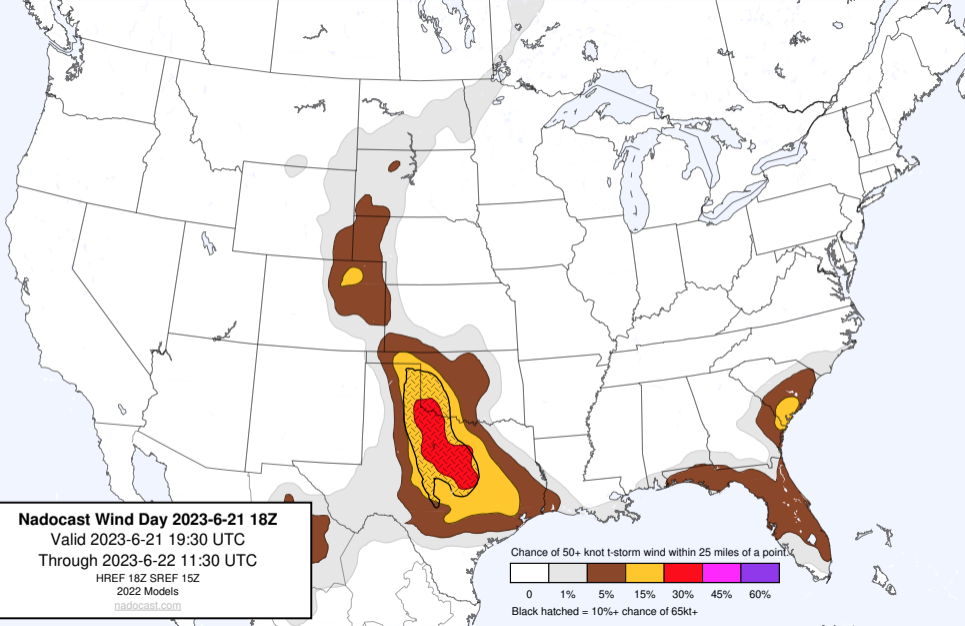 Nadocast Wind Day 2023-6-21 18Z
Valid 2023-6-21 19:30 UTC
Through 2023-6-22 11:30 UTC
HREF 18Z SREF 15Z
2022 Models
nadocast.com
Chance of 50+ knot t-storm wind within 25 miles of a point.
0 1% 5% 15% 30% 45% 60%
Black hatched = 10%+ chance of 65kt+